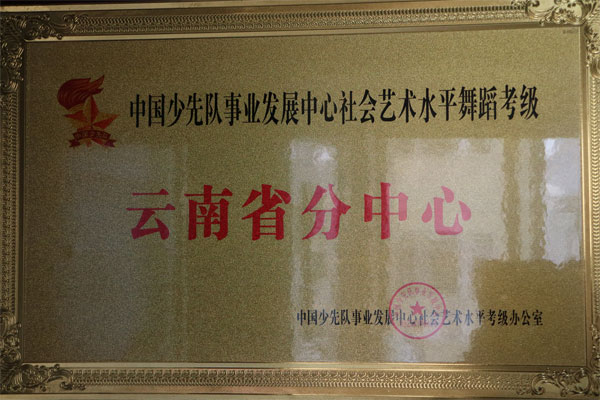 中国少先队事业发展中心社会艺术水平舞蹈考级
云南省分中心
中国少先队事业发展中心社会艺术水平考级办公室